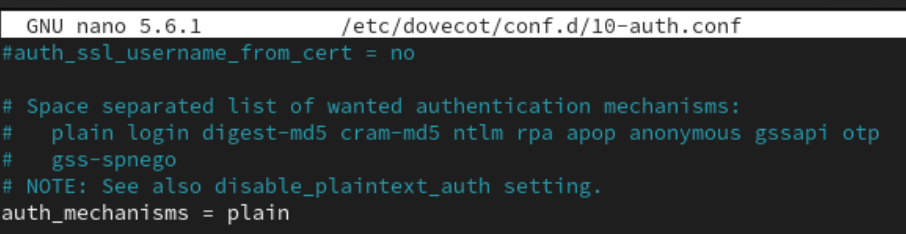 GNU nano 5.6.1 /etc/dovecot/conf.d/10-auth.conf
#auth_ssl_username_from_cert = no
# Space separated list of wanted authentication mechanisms:
#   plain login digest-md5 cram-md5 ntlm rpa apop anonymous gssapi otp
#   gss-spnego
# NOTE: See also disable_plaintext_auth setting.
auth_mechanisms = plain